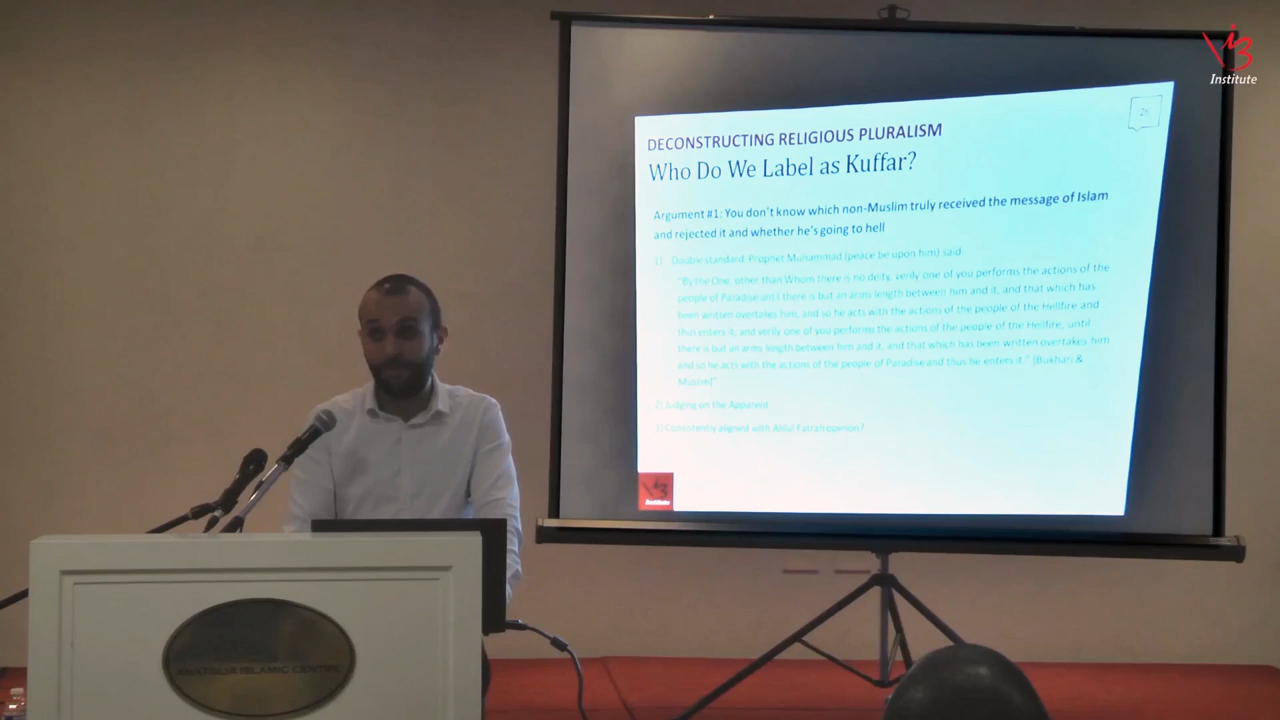 i3
Institute
DECONSTRUCTING RELIGIOUS PLURALISM
Who Do We Label as Kuffar?
Argument #1: You don't know which non-Muslim truly received the message of Islam
and rejected it and whether he's going to hell
1) Double standard: Prophet Muhammad (peace be upon him) said
"By the One, other than Whom there is no deity, verily one of you performs the actions of the
people of Paradise until there is but an arms length between him and it, and that which has
been written overtakes him, and so he acts with the actions of the people of the Hellfire and
thus enters it; and verily one of you performs the actions of the people of the Hellfire, until
there is but an arms length between him and it, and that which has been written overtakes him
and so he acts with the actions of the people of Paradise and thus he enters it." [Bukhari &
Muslim]"
2) Judging on the Apparent
3) Consistently aligned with Ahlul Fatrah opinion?
i3
Institute
ISLAMIC CENTRE